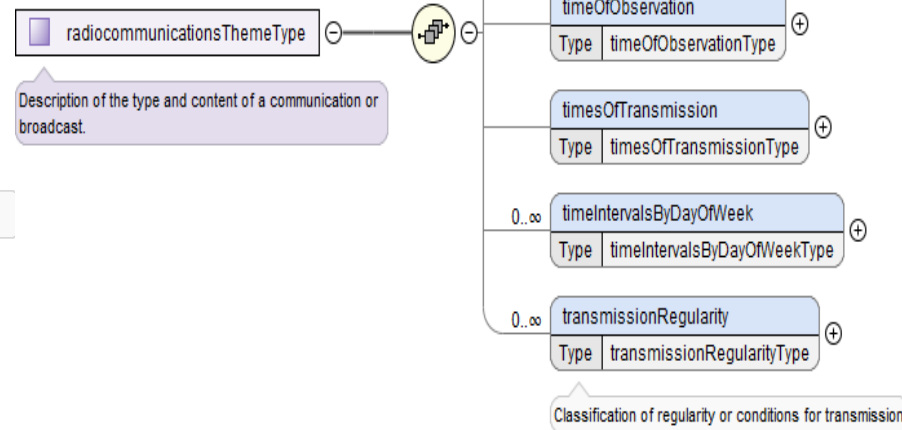 timeOfObservation
radiocommunicationsThemeType
Type timeOfObservationType
Description of the type and content of a communication or
broadcast.
timesOfTransmission
Type timesOfTransmissionType
0..∞ timeIntervalsByDayOfWeek
Type timeIntervalsByDayOfWeekType
0..∞ transmissionRegularity
Type transmissionRegularityType
Classification of regularity or conditions for transmission